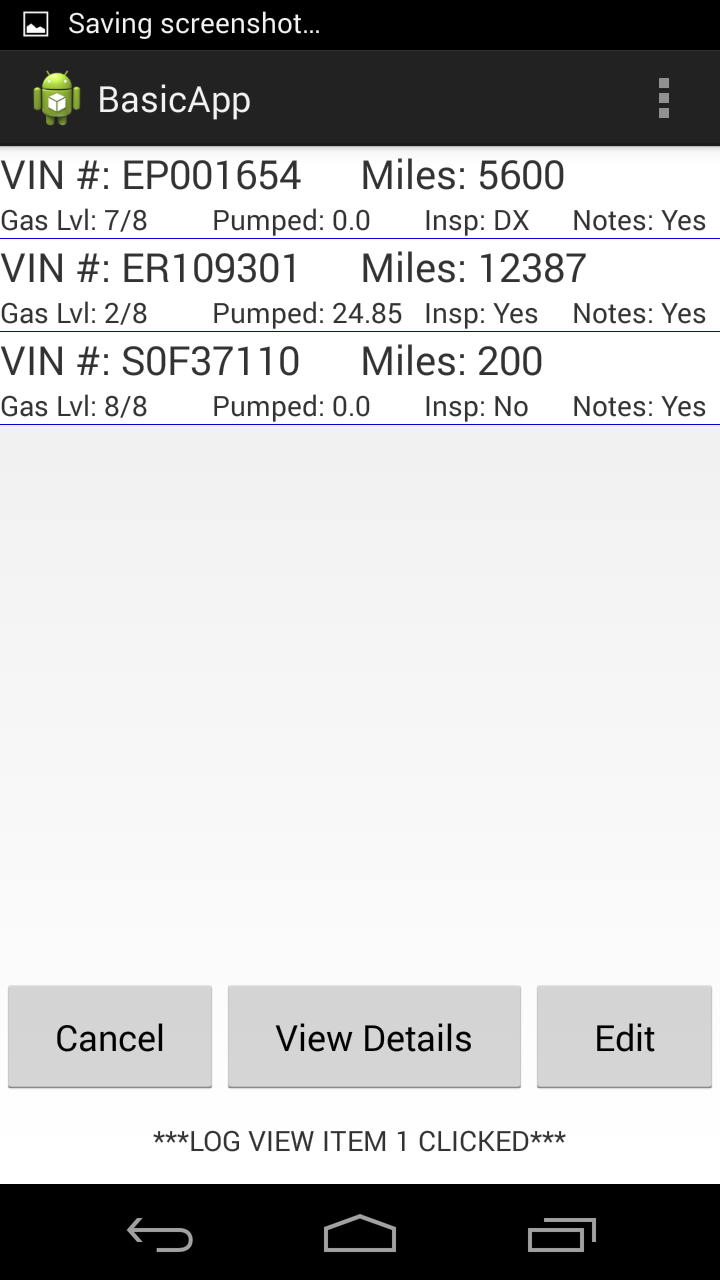 Saving screenshot...
BasicApp
VIN #: EP001654 Miles: 5600
Gas Lvl: 7/8 Pumped: 0.0 Insp: DX Notes: Yes
VIN #: ER109301 Miles: 12387
Gas Lvl: 2/8 Pumped: 24.85 Insp: Yes Notes: Yes
VIN #: S0F37110 Miles: 200
Gas Lvl: 8/8 Pumped: 0.0 Insp: No Notes: Yes
Cancel View Details Edit
***LOG VIEW ITEM 1 CLICKED***